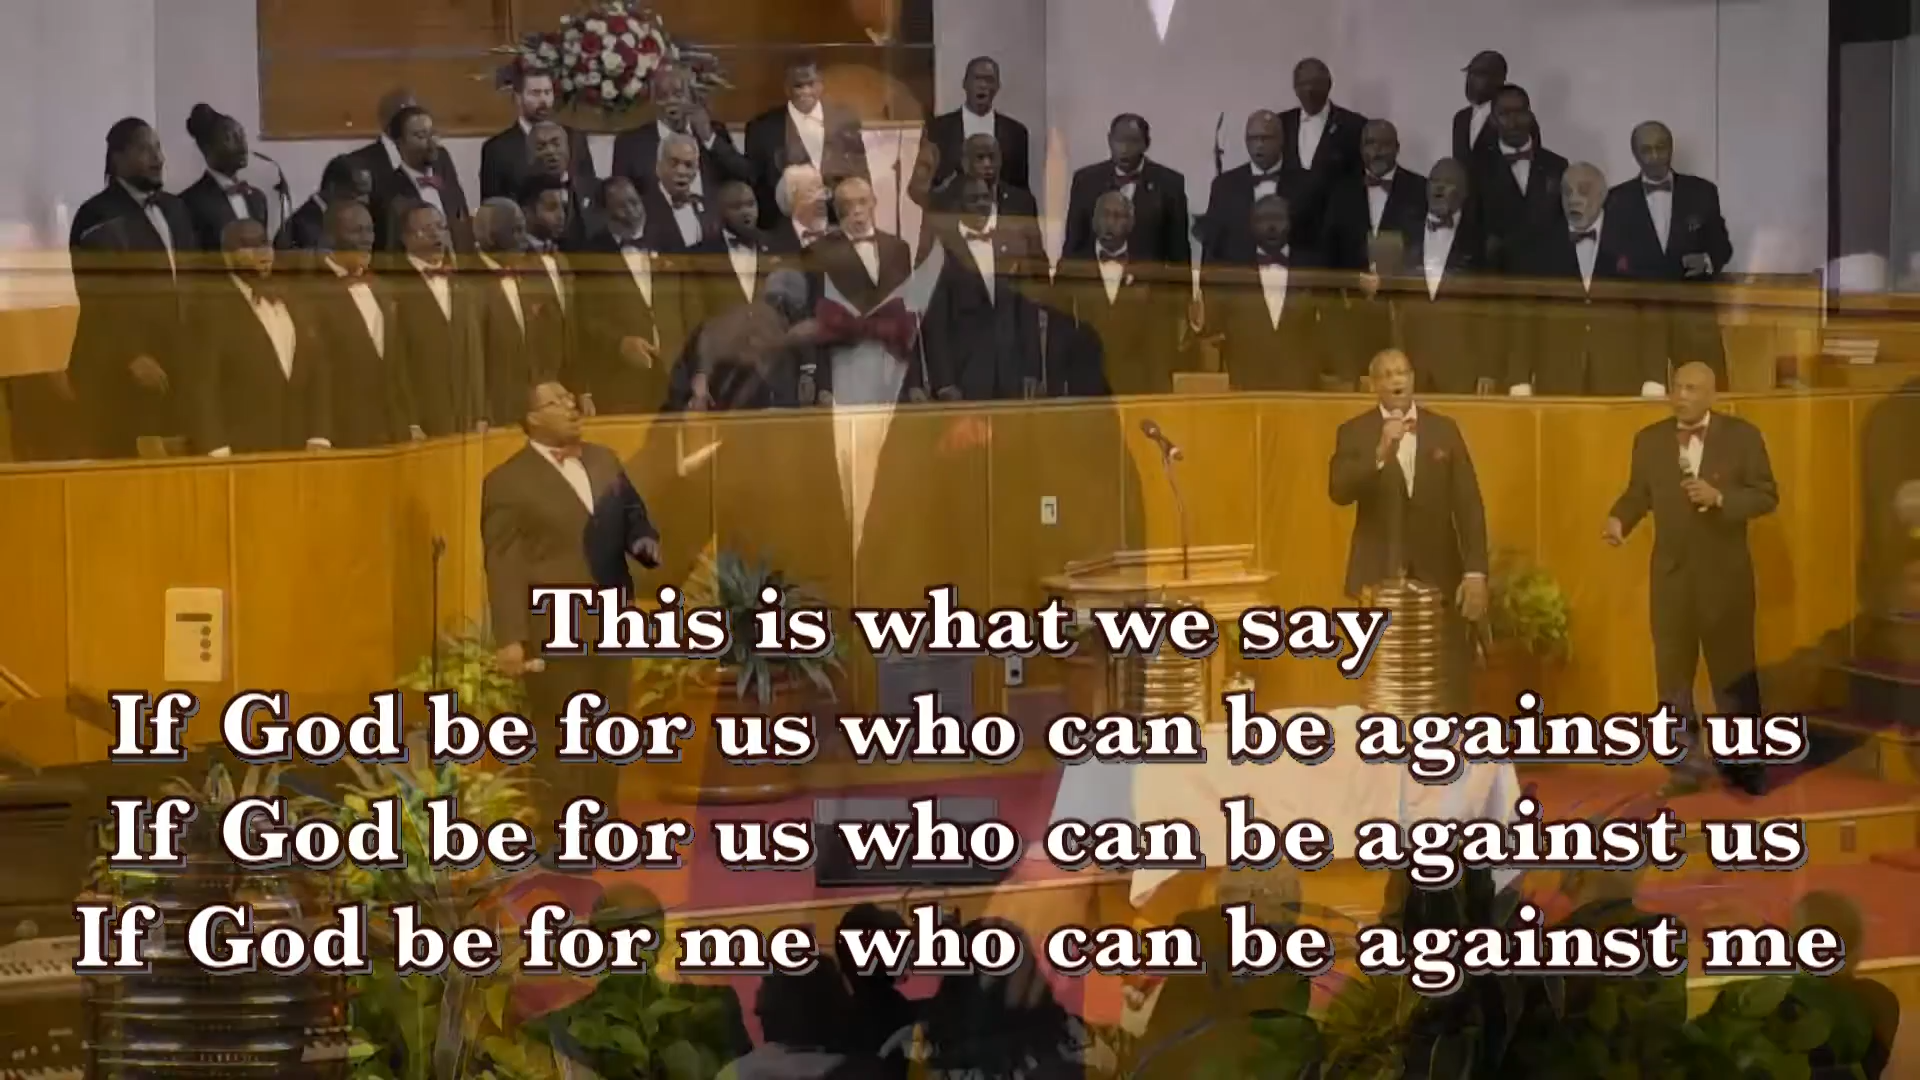 This is what we say
If God be for us who can be against us
If God be for us who can be against us
If God be for me who can be against me